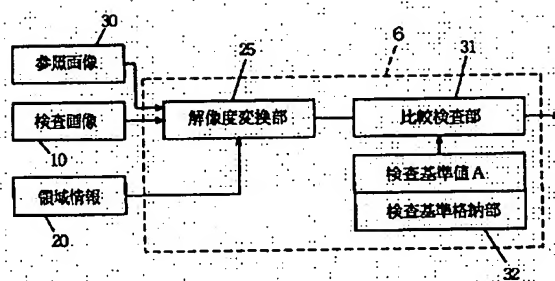 30
参照画像
25
6
31
検査画像
解像度変換部
比較検査部
10
領域情報
20
検査基準値A
検査基準格納部
32